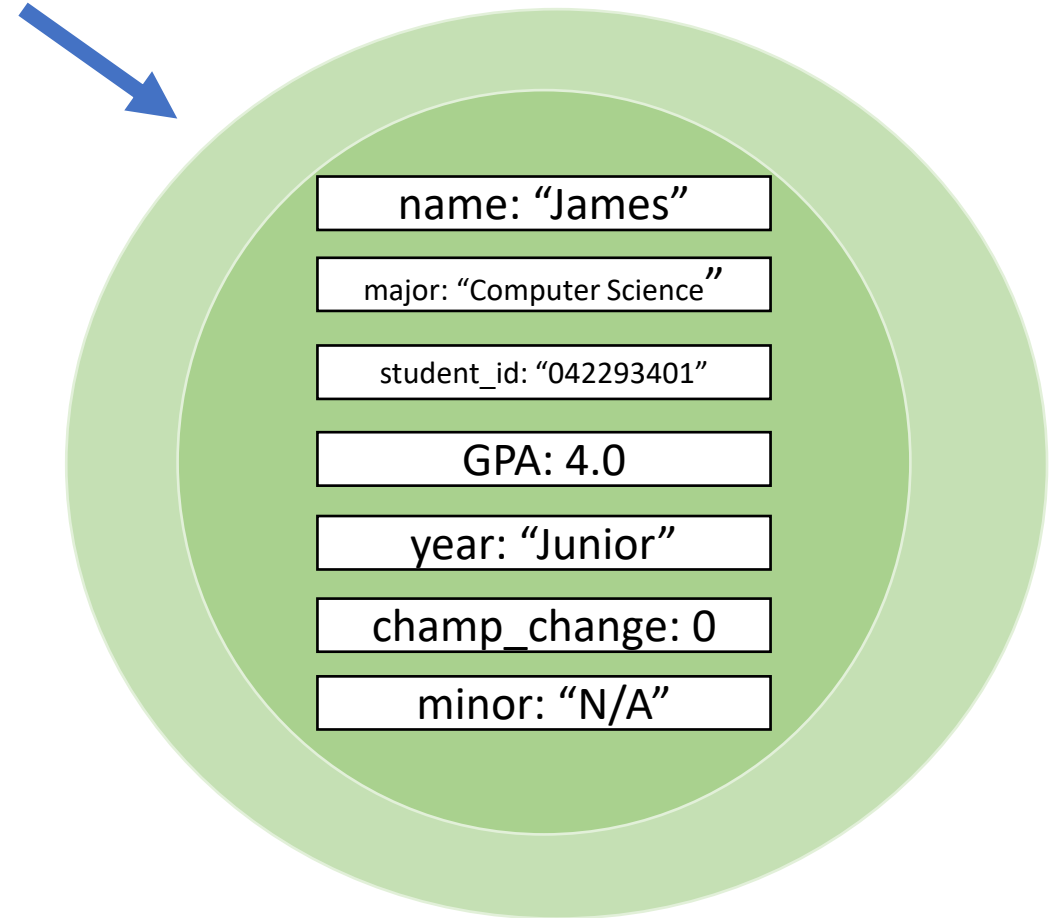 name: “James”
major: “Computer Science”
student_id: “042293401”
GPA: 4.0
year: “Junior”
champ_change: 0
minor: “N/A”